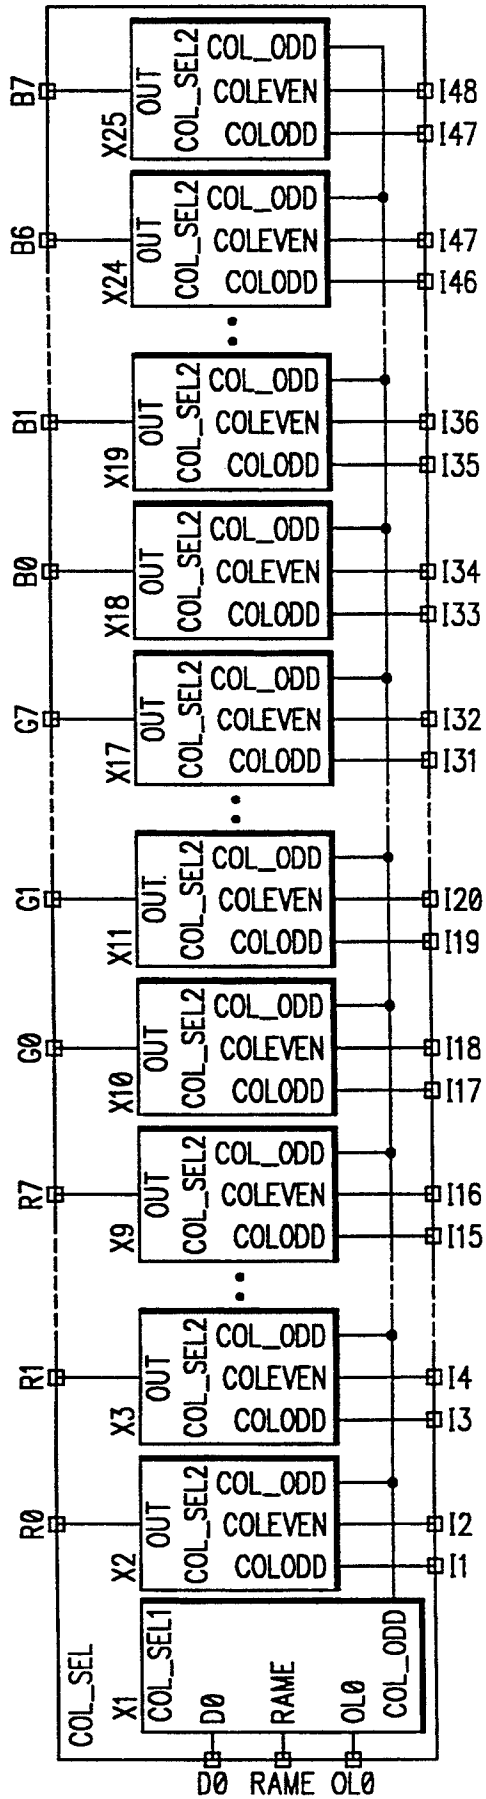 B7
X25
OUT
COL_SEL2
COL_ODD
COLEVEN
COLODD
I48
I47
B6
X24
OUT
COL_SEL2
COL_ODD
COLEVEN
COLODD
I47
I46
B1
X19
OUT
COL_SEL2
COL_ODD
COLEVEN
COLODD
I36
I35
B0
X18
OUT
COL_SEL2
COL_ODD
COLEVEN
COLODD
I34
I33
G7
X17
OUT
COL_SEL2
COL_ODD
COLEVEN
COLODD
I32
I31
G1
X11
OUT
COL_SEL2
COL_ODD
COLEVEN
COLODD
I20
I19
G0
X10
OUT
COL_SEL2
COL_ODD
COLEVEN
COLODD
I18
I17
R7
X9
OUT
COL_SEL2
COL_ODD
COLEVEN
COLODD
I16
I15
R1
X3
OUT
COL_SEL2
COL_ODD
COLEVEN
COLODD
I4
I3
R0
X2
OUT
COL_SEL2
COL_ODD
COLEVEN
COLODD
I2
I1
COL_SEL
X1
COL_SEL1
D0
RAME
OL0
COL_ODD
D0 RAME OL0